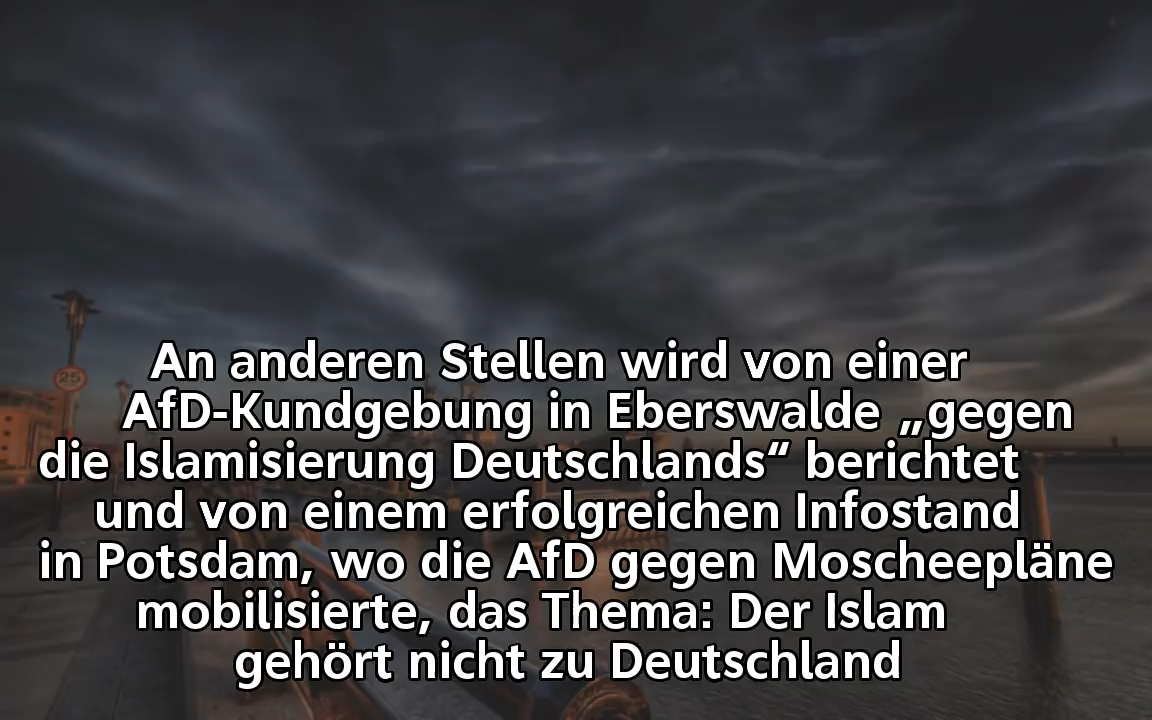 An anderen Stellen wird von einer
AfD-Kundgebung in Eberswalde „gegen
die Islamisierung Deutschlands“ berichtet
und von einem erfolgreichen Infostand
in Potsdam, wo die AfD gegen Moscheepläne
mobilisierte, das Thema: Der Islam
gehört nicht zu Deutschland
25